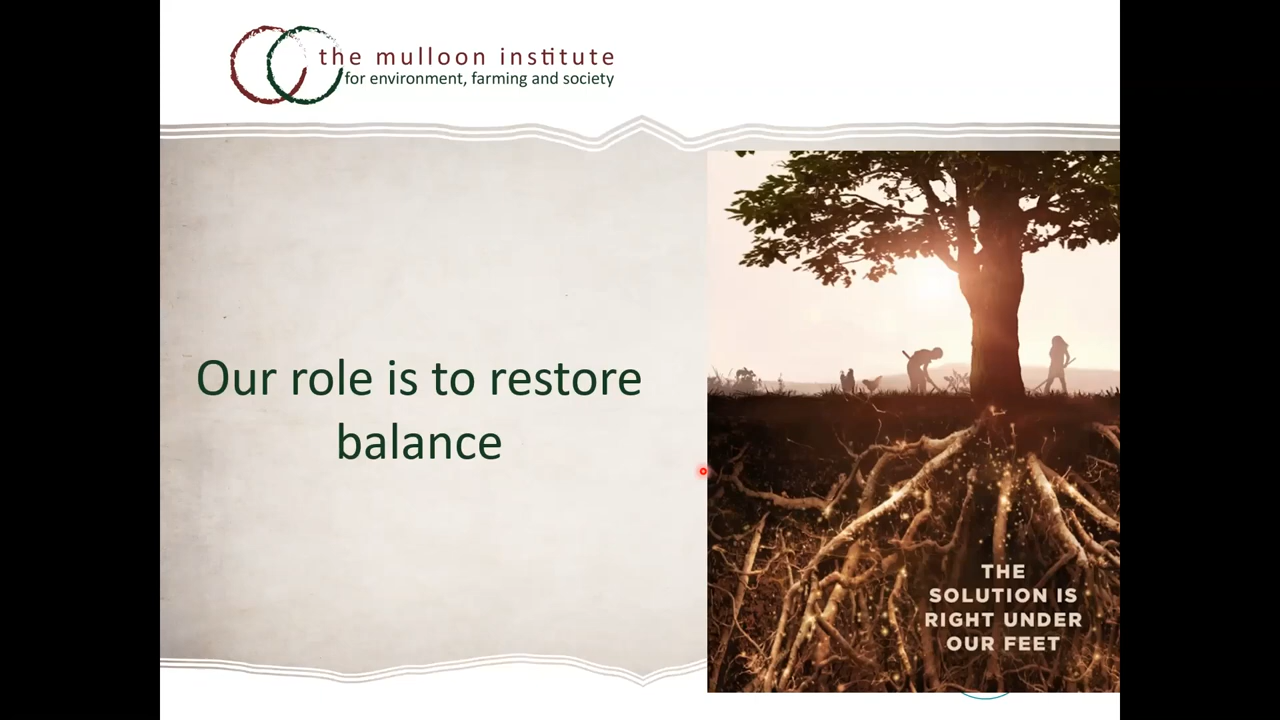 the mulloon institute
for environment, farming and society
Our role is to restore
balance
THE
SOLUTION IS
RIGHT UNDER
OUR FEET